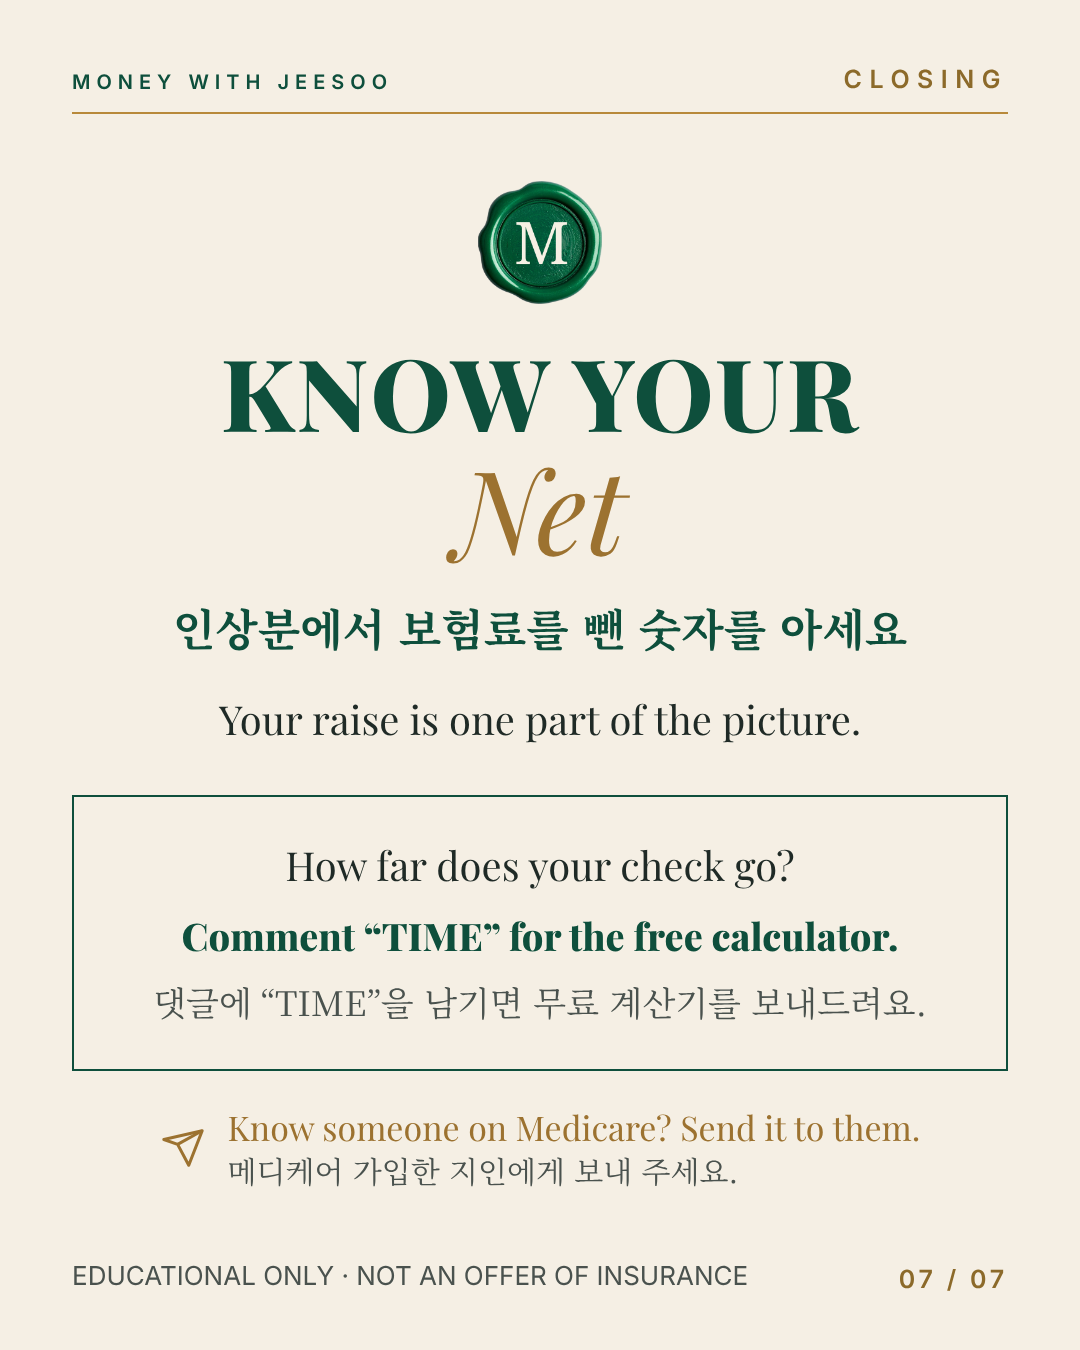 MONEY WITH JEESOO
CLOSING
M
KNOW YOUR
Net
인상분에서 보험료를 뺀 숫자를 아세요
Your raise is one part of the picture.
How far does your check go?
Comment “TIME” for the free calculator.
댓글에 “TIME”을 남기면 무료 계산기를 보내드려요.
Know someone on Medicare? Send it to them.
메디케어 가입한 지인에게 보내 주세요.
EDUCATIONAL ONLY · NOT AN OFFER OF INSURANCE
07 / 07